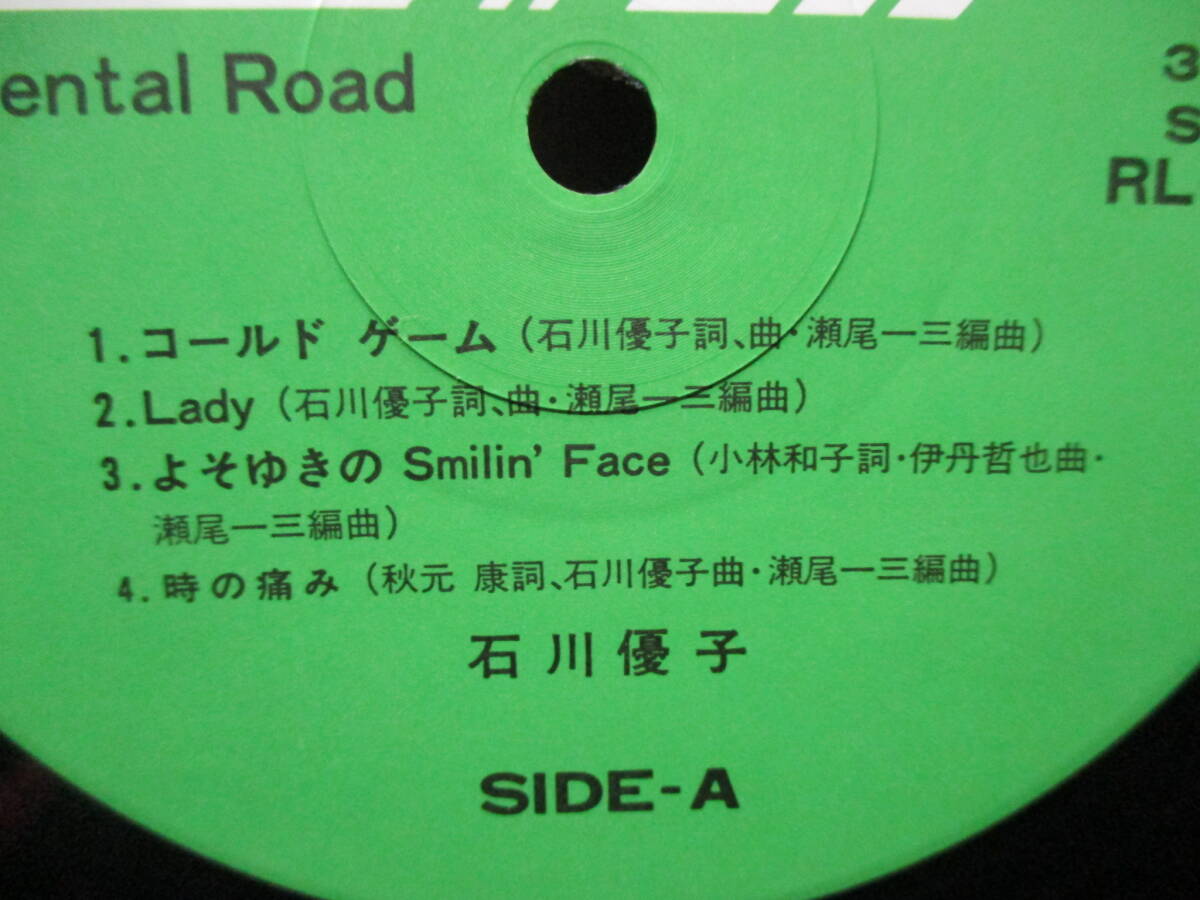 ental Road
3
S
RL
1.コールド ゲーム (石川優子詞、曲・瀬尾一三編曲)
2.Lady (石川優子詞、曲・瀬尾一三編曲)
3.よそゆきの Smilin' Face (小林和子詞・伊丹哲也曲・
瀬尾一三編曲)
4.時の痛み (秋元 康詞、石川優子曲・瀬尾一三編曲)
石川優子
SIDE-A